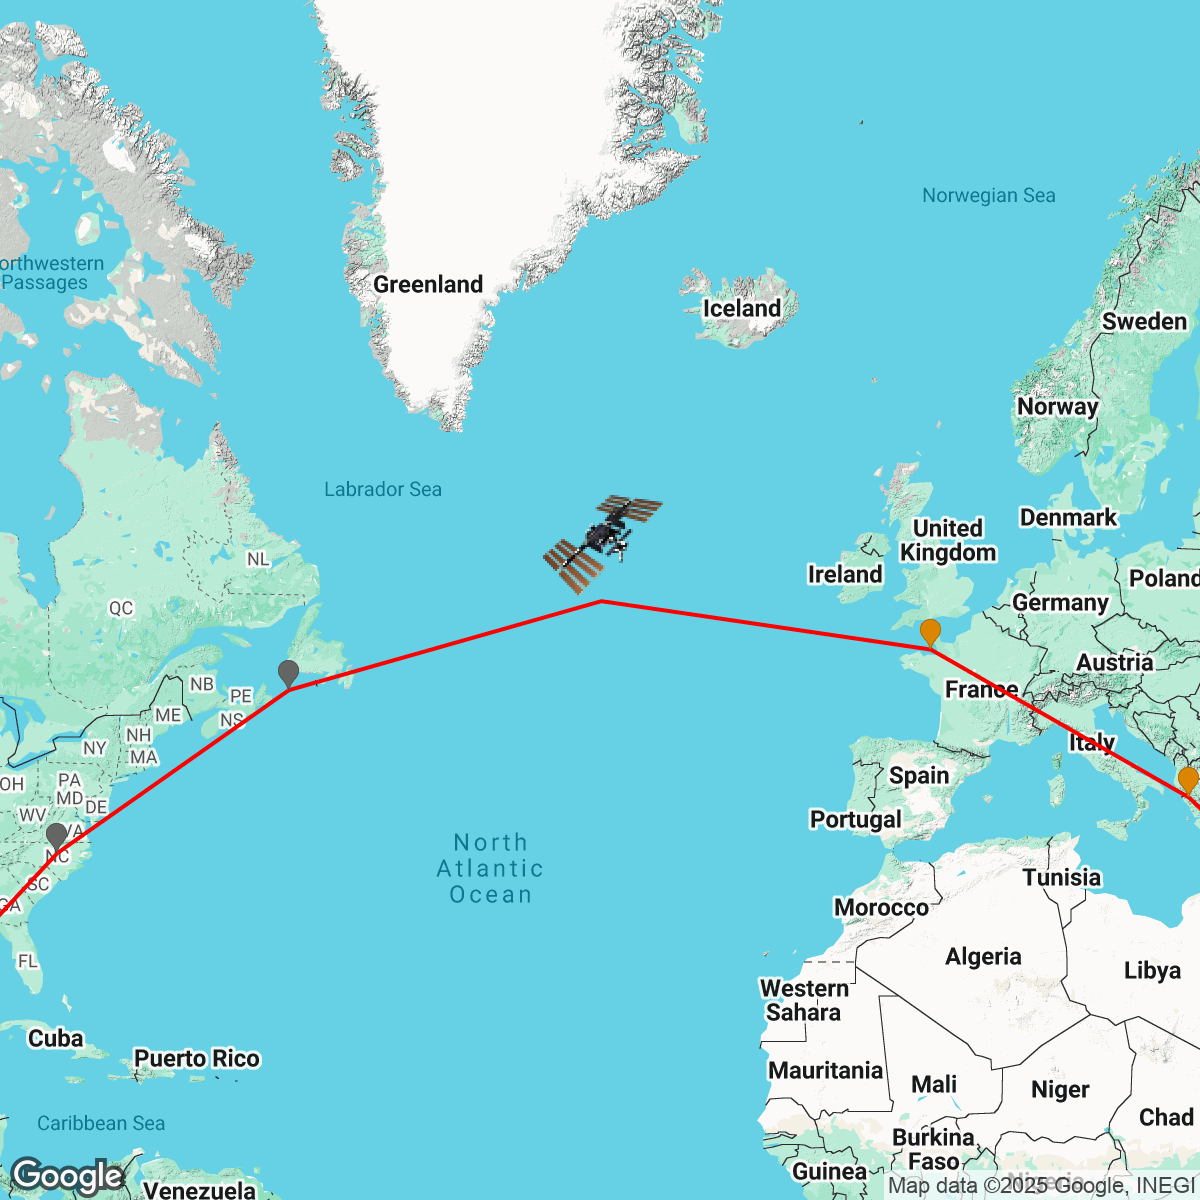 Norwegian Sea
orthwestern
Passages
Greenland
Iceland
Sweden
Norway
Labrador Sea
Denmark
United
Kingdom
NL
Ireland
Poland
QC
Germany
Austria
NB
PE
France
ME
NS
NH
NY
Italy
MA
Spain
OH
PA
MD
DE
WV
VA
Portugal
North
Atlantic
Ocean
NC
SC
Tunisia
GA
Morocco
Algeria
FL
Libya
Western
Sahara
Cuba
Puerto Rico
Mauritania
Mali
Niger
Chad
Caribbean Sea
Burkina
Faso
Guinea
Google
Venezuela
Map data ©2025 Google, INEGI